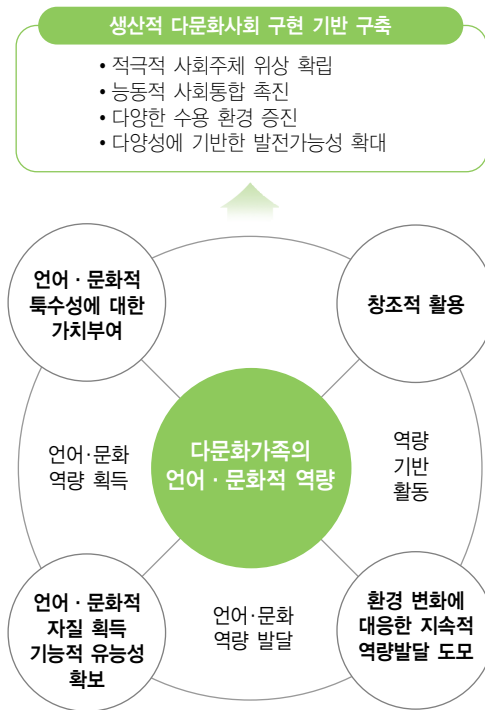 생산적 다문화사회 구현 기반 구축
• 적극적 사회주체 위상 확립
• 능동적 사회통합 촉진
• 다양한 수용 환경 증진
• 다양성에 기반한 발전가능성 확대
언어 · 문화적
특수성에 대한
가치부여
창조적 활용
다문화가족의
언어 · 문화적 역량
언어·문화
역량 획득
역량
기반
활동
언어 · 문화적
자질 획득
기능적 유능성
확보
언어·문화
역량 발달
환경 변화에
대응한 지속적
역량발달 도모